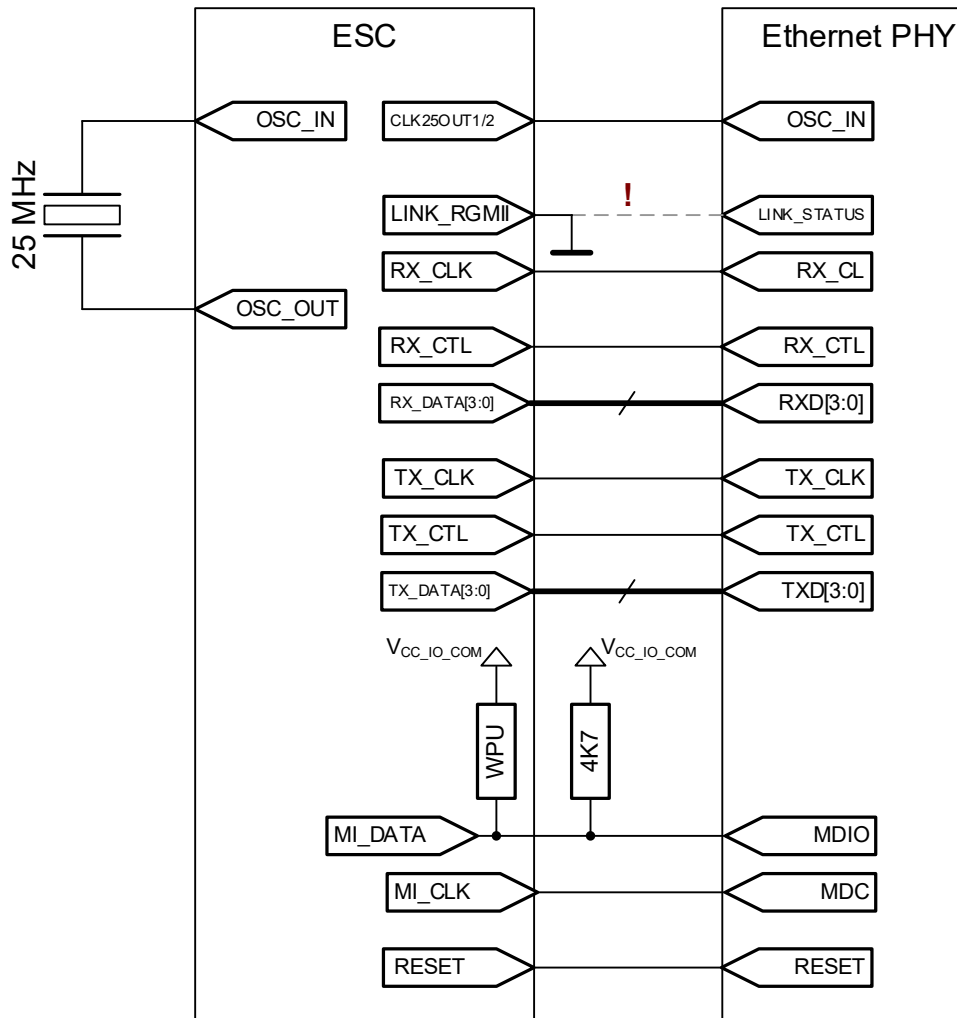 ESC
Ethernet PHY
OSC_IN
CLK25OUT1/2
OSC_IN
25 MHz
!
LINK_RGMII
LINK_STATUS
RX_CLK
RX_CL
OSC_OUT
RX_CTL
RX_CTL
RX_DATA[3:0]
RXD[3:0]
TX_CLK
TX_CLK
TX_CTL
TX_CTL
TX_DATA[3:0]
TXD[3:0]
VCC_IO_COM
VCC_IO_COM
WPU
4K7
MI_DATA
MDIO
MI_CLK
MDC
RESET
RESET